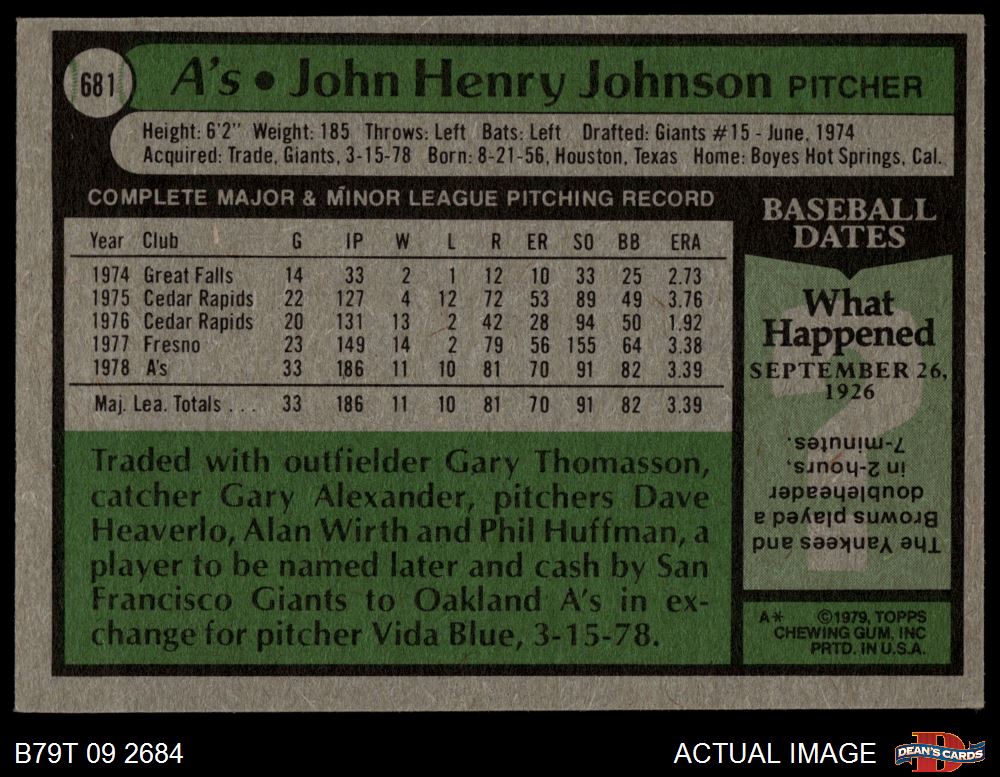 681
A's • John Henry Johnson PITCHER
Height: 6'2" Weight: 185 Throws: Left Bats: Left Drafted: Giants #15 - June, 1974
Acquired: Trade, Giants, 3-15-78 Born: 8-21-56, Houston, Texas Home: Boyes Hot Springs, Cal.
COMPLETE MAJOR & MINOR LEAGUE PITCHING RECORD
Year Club G IP W L R ER SO BB ERA
1974 Great Falls 14 33 2 1 12 10 33 25 2.73
1975 Cedar Rapids 22 127 4 12 72 53 89 49 3.76
1976 Cedar Rapids 20 131 13 2 42 28 94 50 1.92
1977 Fresno 23 149 14 2 79 56 155 64 3.38
1978 A's 33 186 11 10 81 70 91 82 3.39
Maj. Lea. Totals . . . 33 186 11 10 81 70 91 82 3.39
Traded with outfielder Gary Thomasson,
catcher Gary Alexander, pitchers Dave
Heaverlo, Alan Wirth and Phil Huffman, a
player to be named later and cash by San
Francisco Giants to Oakland A's in ex-
change for pitcher Vida Blue, 3-15-78.
BASEBALL
DATES
What
Happened
SEPTEMBER 26,
1926
?
The Yankees and
Browns played a
doubleheader
in 2-hours,
7-minutes.
A* ©1979, TOPPS
CHEWING GUM, INC
PRTD. IN U.S.A.
B79T 09 2684
ACTUAL IMAGE
D
DEAN'S CARDS